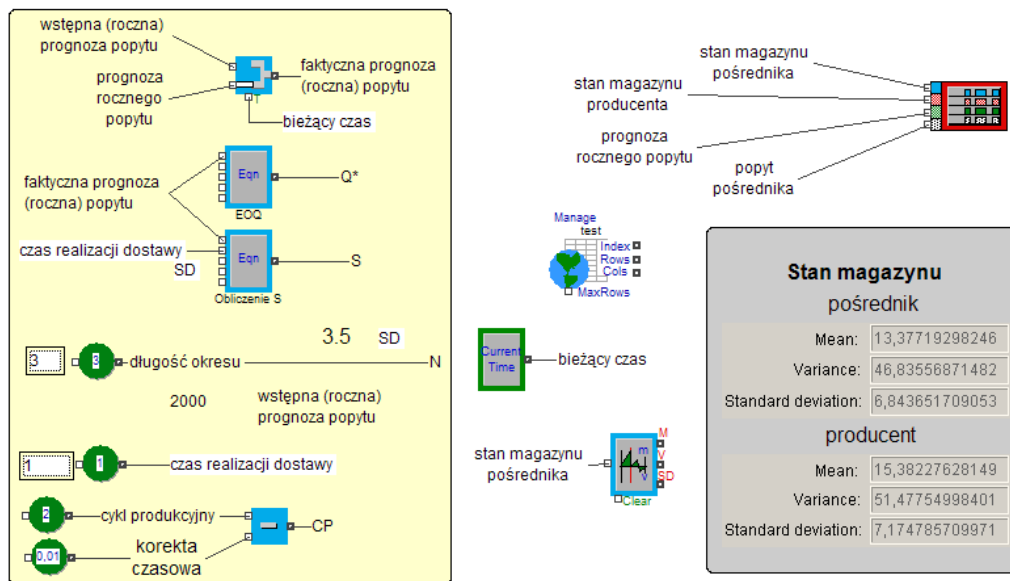 wstępna (roczna)
prognoza popytu
prognoza
rocznego
popytu
T
faktyczna prognoza
(roczna) popytu
bieżący czas
faktyczna prognoza
(roczna) popytu
Eqn
EOQ
Q*
czas realizacji dostawy
SD
Eqn
Obliczenie S
S
3.5 SD
3
3
długość okresu
N
2000
wstępna (roczna)
prognoza popytu
1
1
czas realizacji dostawy
2
cykl produkcyjny
0,01
korekta
czasowa
CP
stan magazynu
pośrednika
stan magazynu
producenta
prognoza
rocznego popytu
popyt
pośrednika
Manage
test
Index
Rows
Cols
MaxRows
Current
Time
bieżący czas
stan magazynu
pośrednika
m
v
M
V
SD
Clear
Stan magazynu
pośrednik
Mean: 13,37719298246
Variance: 46,83556871482
Standard deviation: 6,843651709053
producent
Mean: 15,38227628149
Variance: 51,47754998401
Standard deviation: 7,174785709971